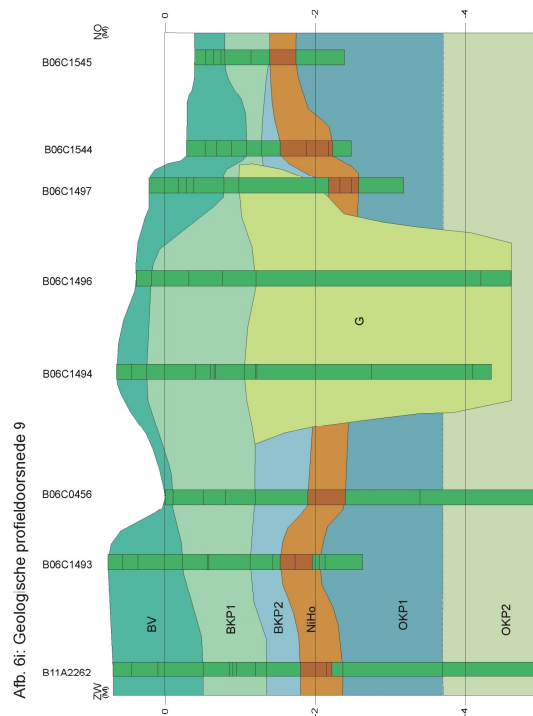 Afb. 6i: Geologische profieldoorsnede 9
ZW
(M)
B11A2262
B06C1493
B06C0456
B06C1494
B06C1496
B06C1497
B06C1544
B06C1545
NO
(M)
0
0
-2
-2
-4
-4
BV
BKP1
BKP2
NiHo
OKP1
OKP2
G